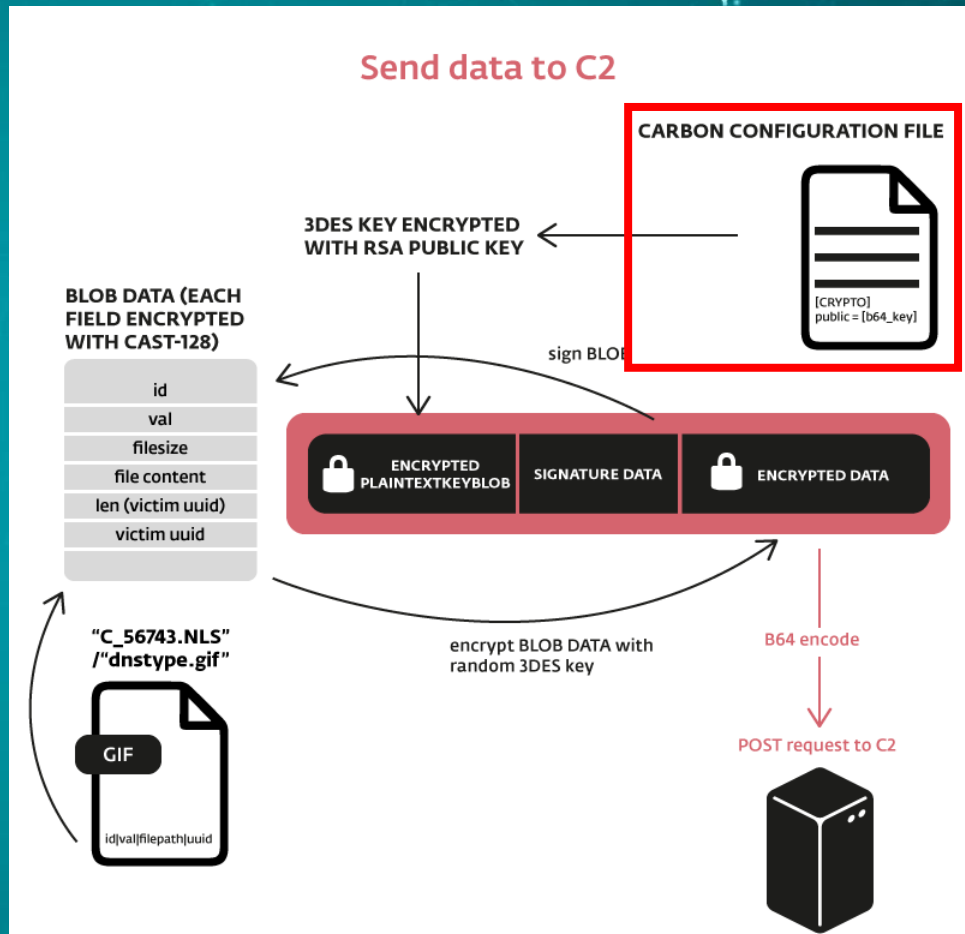 Send data to C2
CARBON CONFIGURATION FILE
[CRYPTO]
public = [b64_key]
3DES KEY ENCRYPTED
WITH RSA PUBLIC KEY
BLOB DATA (EACH
FIELD ENCRYPTED
WITH CAST-128)
id
val
filesize
file content
len (victim uuid)
victim uuid
sign BLOB
ENCRYPTED
PLAINTEXTKEYBLOB
SIGNATURE DATA
ENCRYPTED DATA
"C_56743.NLS"
/"dnstype.gif"
GIF
id|val|filepath|uuid
encrypt BLOB DATA with
random 3DES key
B64 encode
POST request to C2